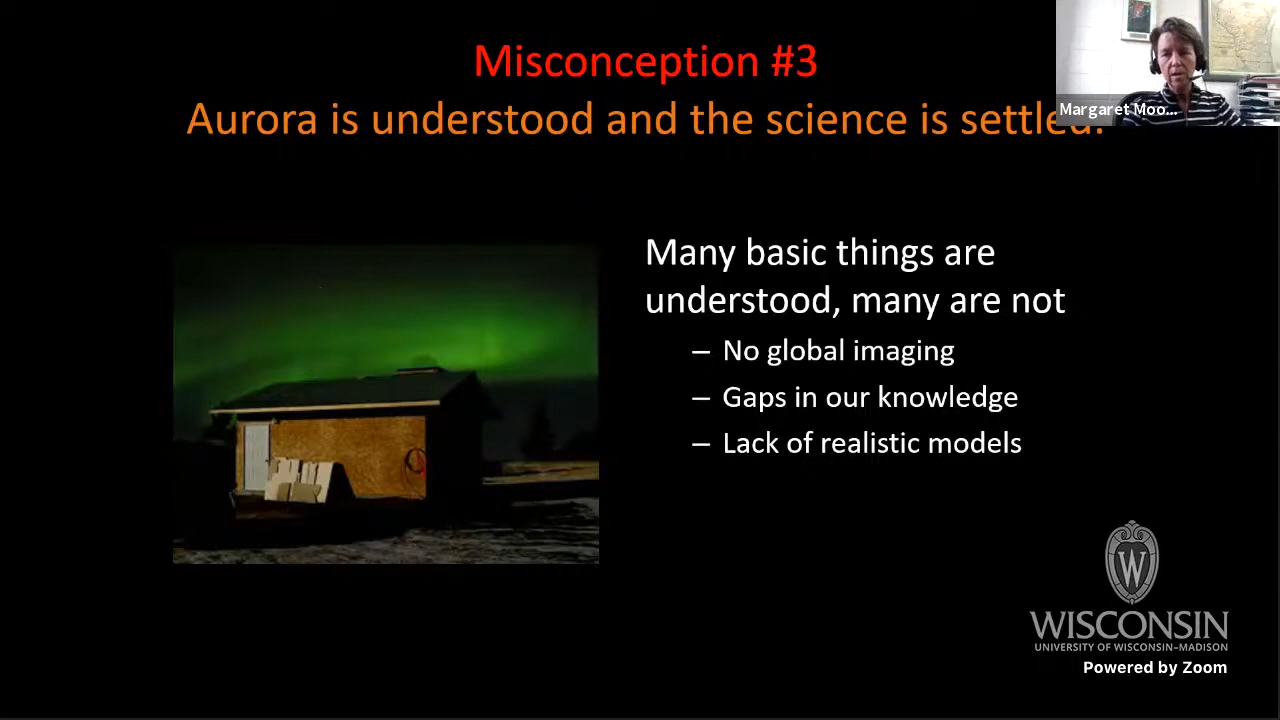 Misconception #3
Aurora is understood and the science is settled.
Margaret Moo...
Many basic things are
understood, many are not
– No global imaging
– Gaps in our knowledge
– Lack of realistic models
W
WISCONSIN
UNIVERSITY OF WISCONSIN–MADISON
Powered by Zoom